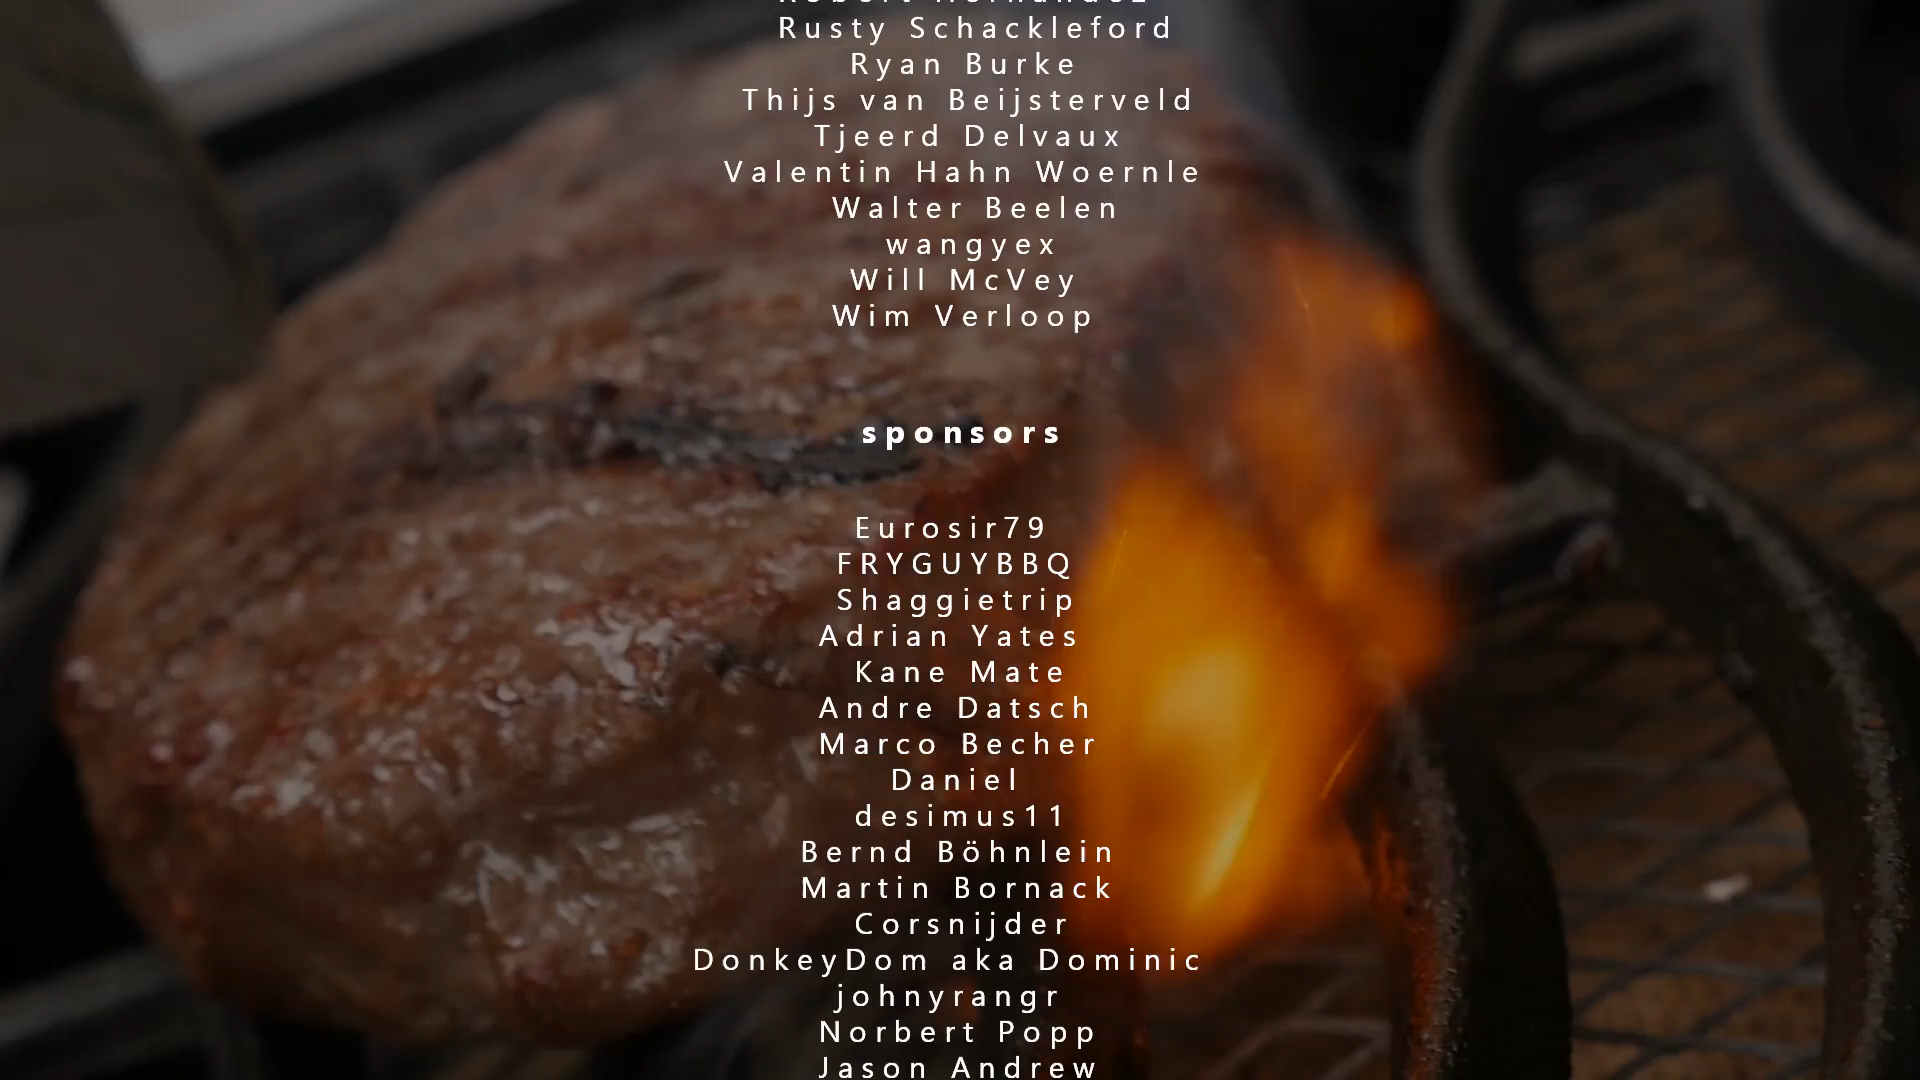 Robert Hernandez
Rusty Schackleford
Ryan Burke
Thijs van Beijsterveld
Tjeerd Delvaux
Valentin Hahn Woernle
Walter Beelen
wangyex
Will McVey
Wim Verloop
sponsors
Eurosir79
FRYGUYBBQ
Shaggietrip
Adrian Yates
Kane Mate
Andre Datsch
Marco Becher
Daniel
desimus11
Bernd Böhnlein
Martin Bornack
Corsnijder
DonkeyDom aka Dominic
johnyrangr
Norbert Popp
Jason Andrew